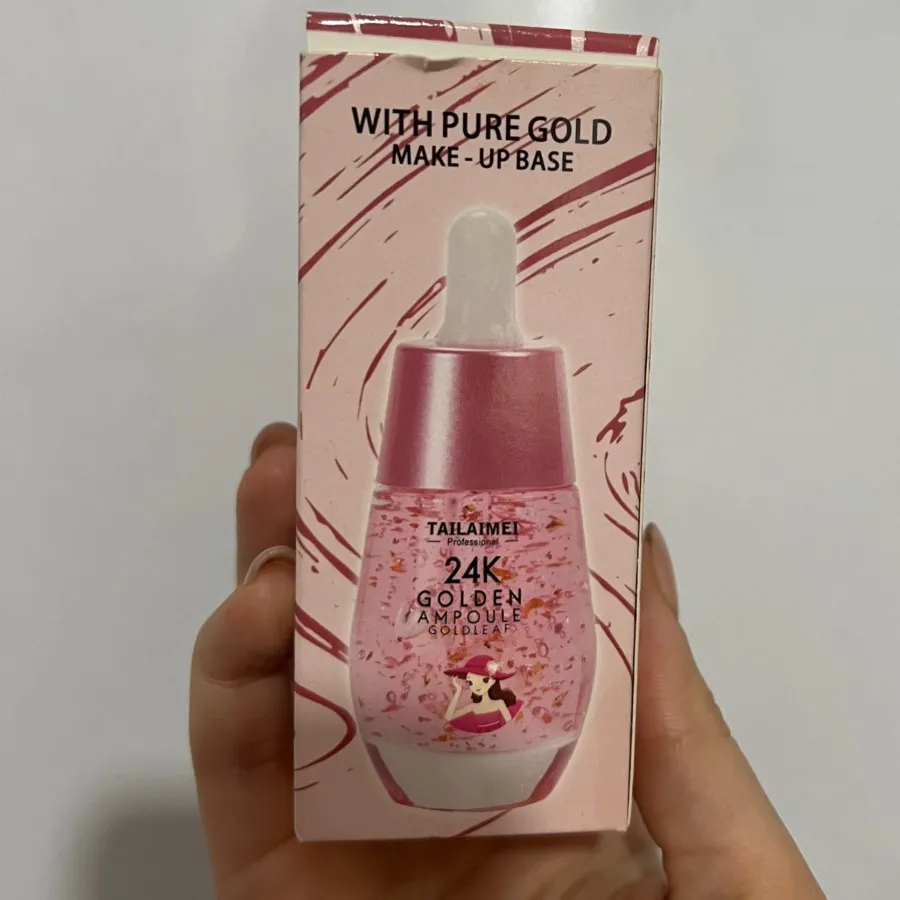 WITH PURE GOLD
MAKE - UP BASE
TAILAIMEI
Professional
24K
GOLDEN
AMPOULE
GOLDLEAF